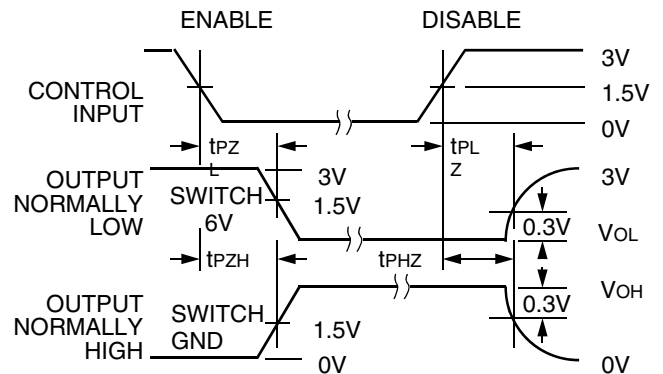 ENABLE DISABLE
3V
CONTROL
INPUT
1.5V
0V
tPZ
L
tPL
Z
OUTPUT
NORMALLY
LOW
SWITCH
6V
3V
1.5V
3V
0.3V
VOL
tPZH
tPHZ
OUTPUT
NORMALLY
HIGH
SWITCH
GND
1.5V
0V
VOH
0.3V
0V